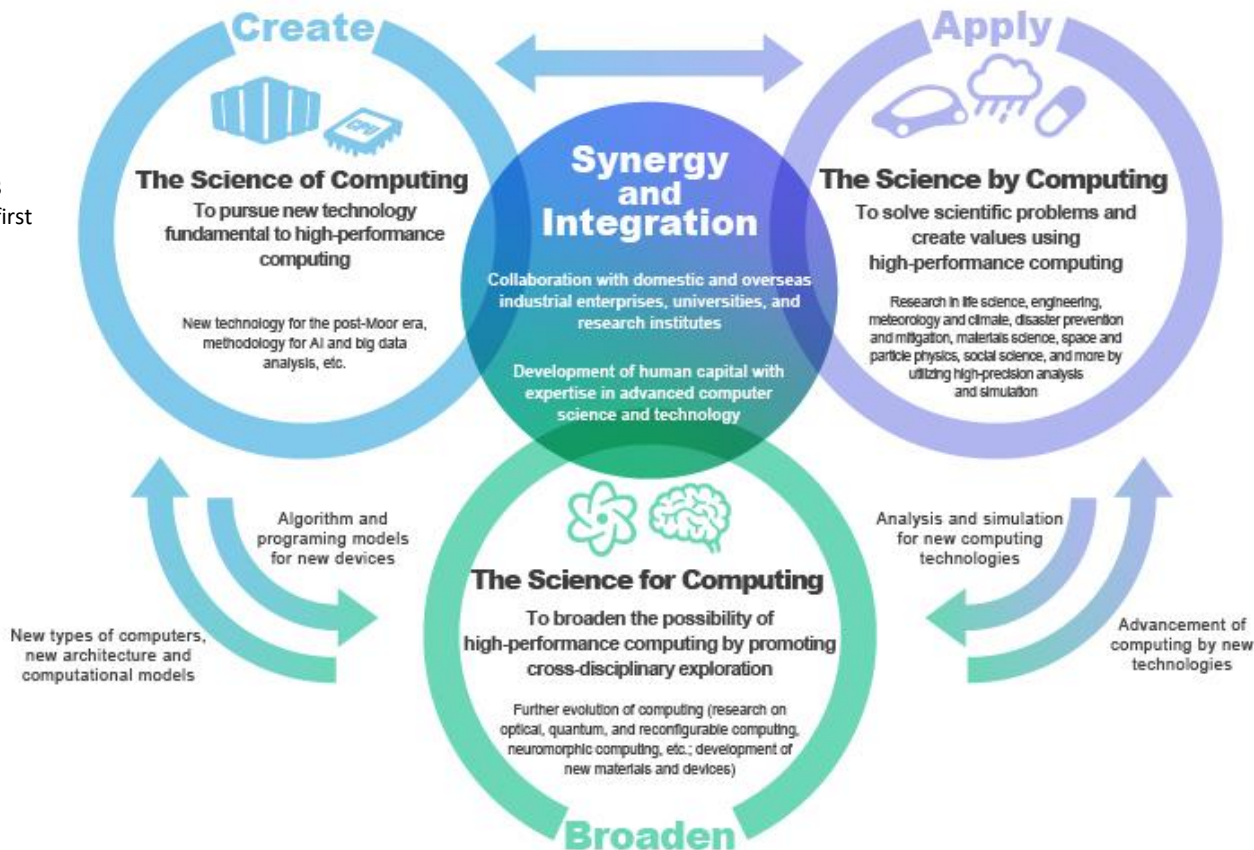 Create
Apply
CPU
The Science of Computing
To pursue new technology
fundamental to high-performance
computing
New technology for the post-Moor era,
methodology for AI and big data
analysis, etc.
s
first
Synergy
and
Integration
Collaboration with domestic and overseas
industrial enterprises, universities, and
research institutes
Development of human capital with
expertise in advanced computer
science and technology
The Science by Computing
To solve scientific problems and
create values using
high-performance computing
Research in life science, engineering,
meteorology and climate, disaster prevention
and mitigation, materials science, space and
particle physics, social science, and more by
utilizing high-precision analysis
and simulation
Algorithm and
programing models
for new devices
New types of computers,
new architecture and
computational models
Analysis and simulation
for new computing
technologies
Advancement of
computing by new
technologies
The Science for Computing
To broaden the possibility of
high-performance computing by promoting
cross-disciplinary exploration
Further evolution of computing (research on
optical, quantum, and reconfigurable computing,
neuromorphic computing, etc.; development of
new materials and devices)
Broaden